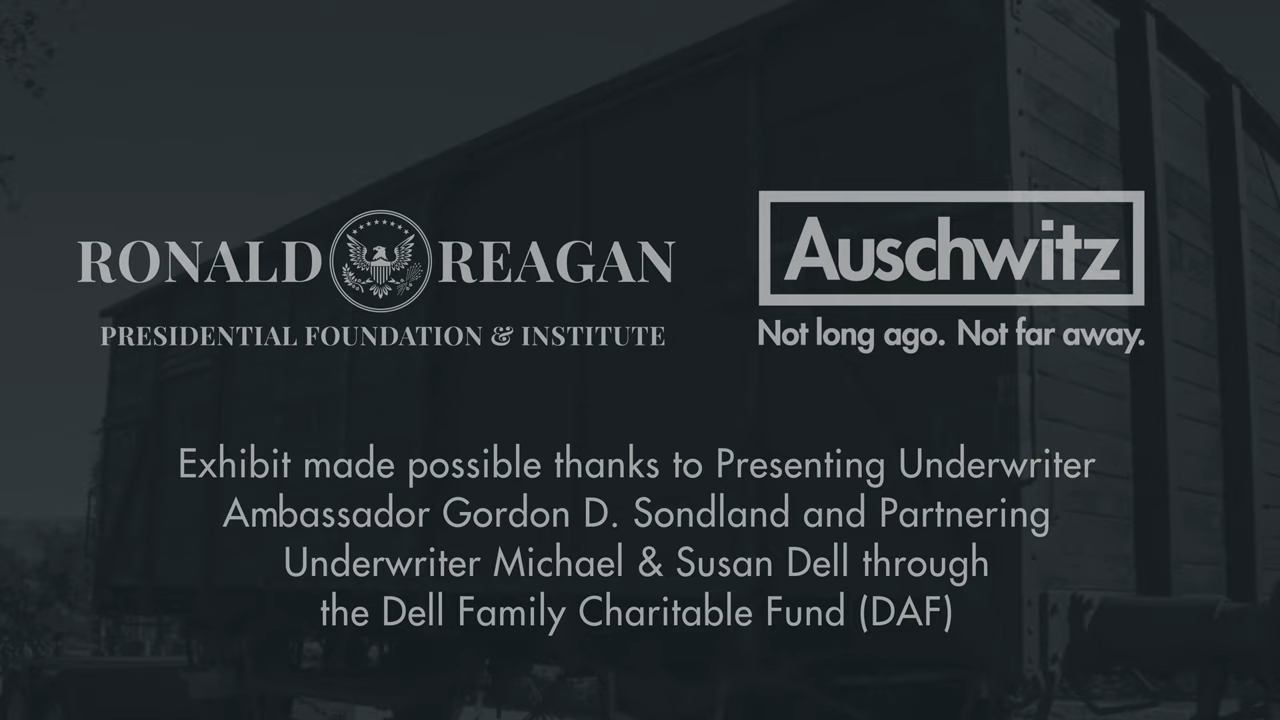 RONALD REAGAN
PRESIDENTIAL FOUNDATION & INSTITUTE
Auschwitz
Not long ago. Not far away.
Exhibit made possible thanks to Presenting Underwriter
Ambassador Gordon D. Sondland and Partnering
Underwriter Michael & Susan Dell through
the Dell Family Charitable Fund (DAF)